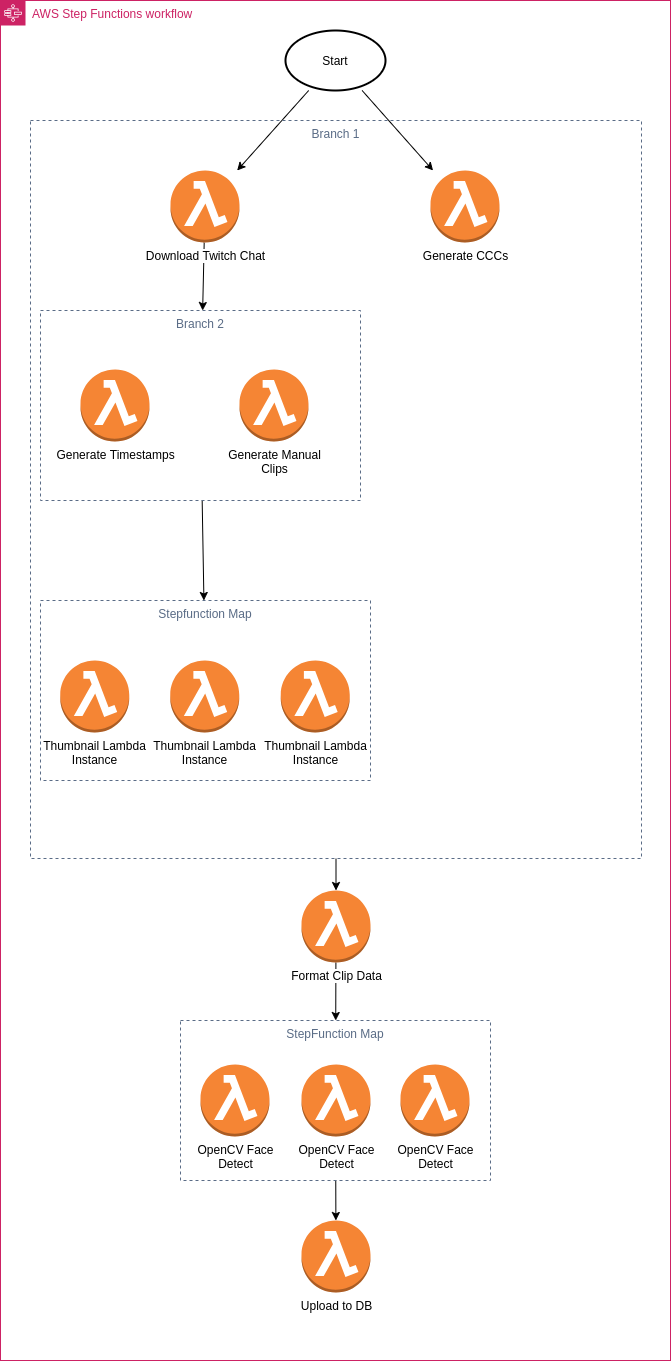 AWS Step Functions workflow
Start
Branch 1
Download Twitch Chat
Generate CCCs
Branch 2
Generate Timestamps
Generate Manual
Clips
Stepfunction Map
Thumbnail Lambda
Instance
Thumbnail Lambda
Instance
Thumbnail Lambda
Instance
Format Clip Data
StepFunction Map
OpenCV Face
Detect
OpenCV Face
Detect
OpenCV Face
Detect
Upload to DB